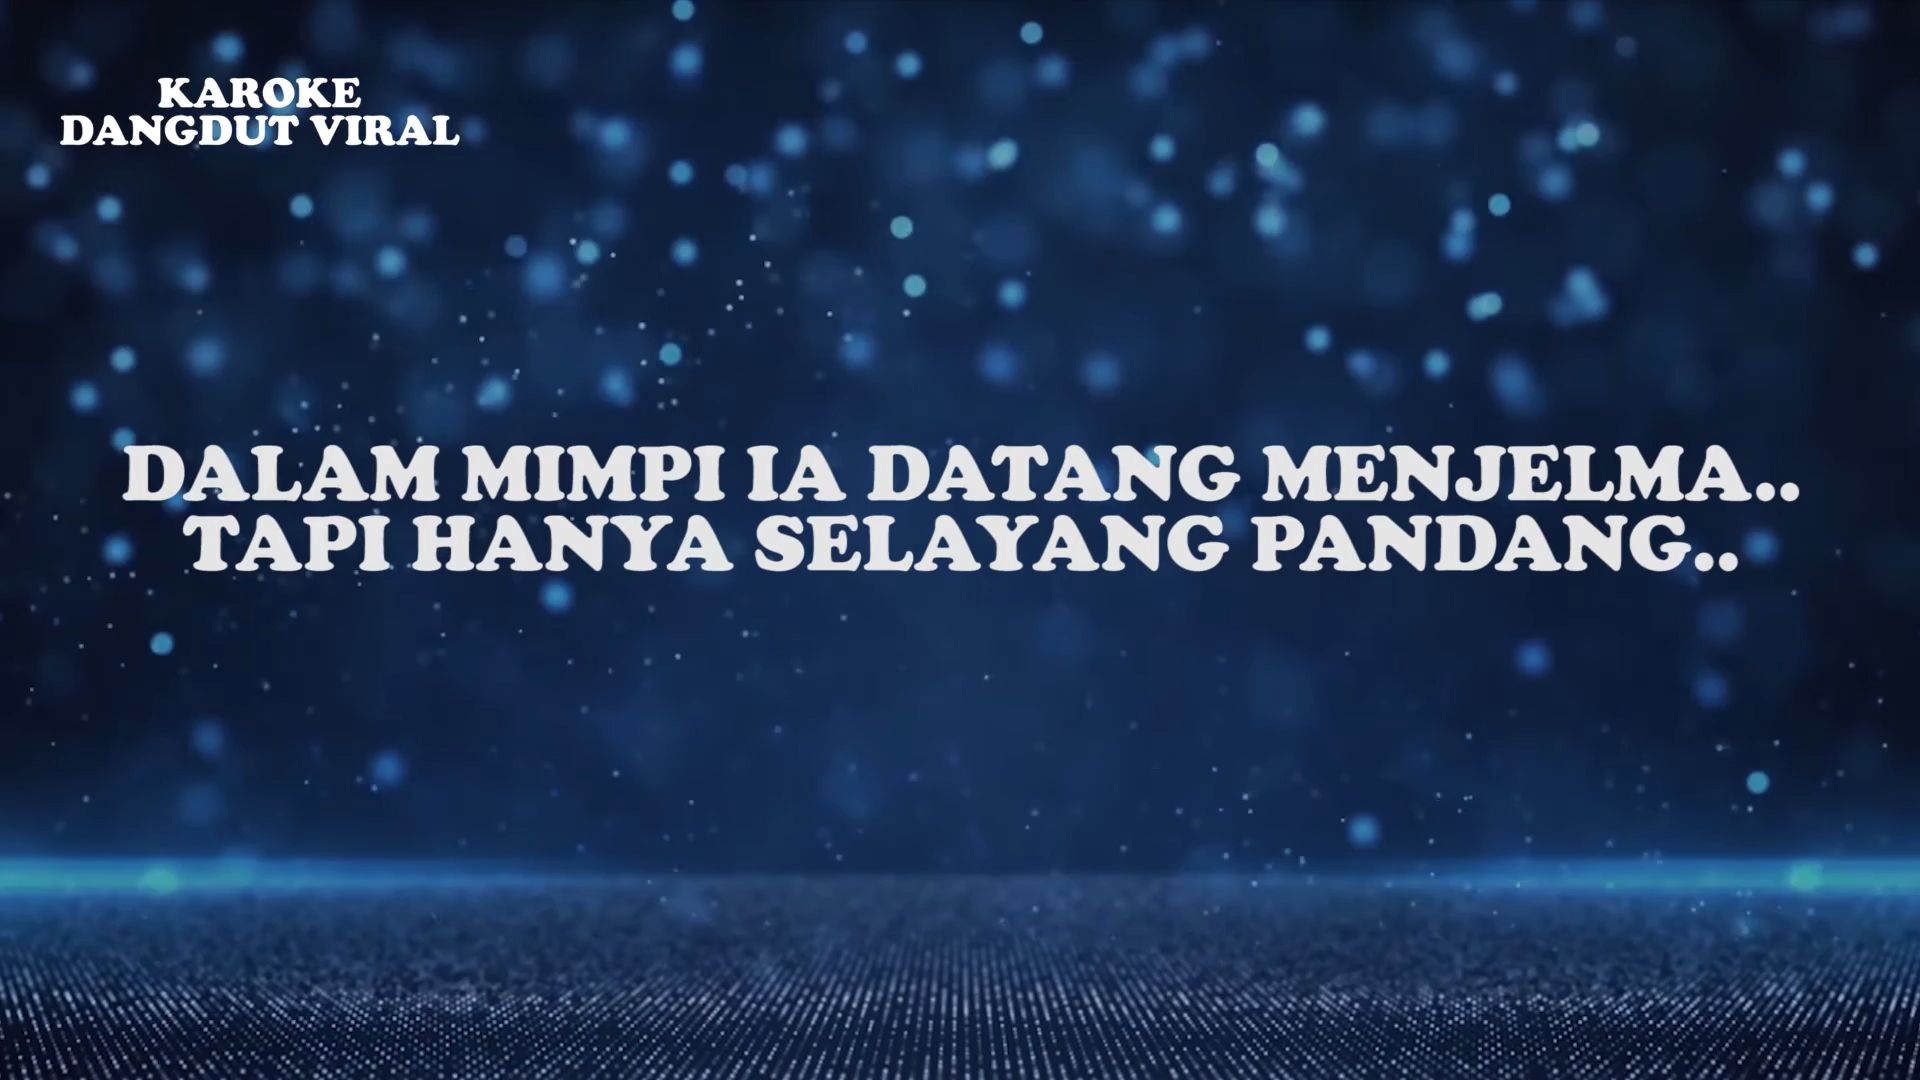 KAROKE
DANGDUT VIRAL
DALAM MIMPI IA DATANG MENJELMA..
TAPI HANYA SELAYANG PANDANG..